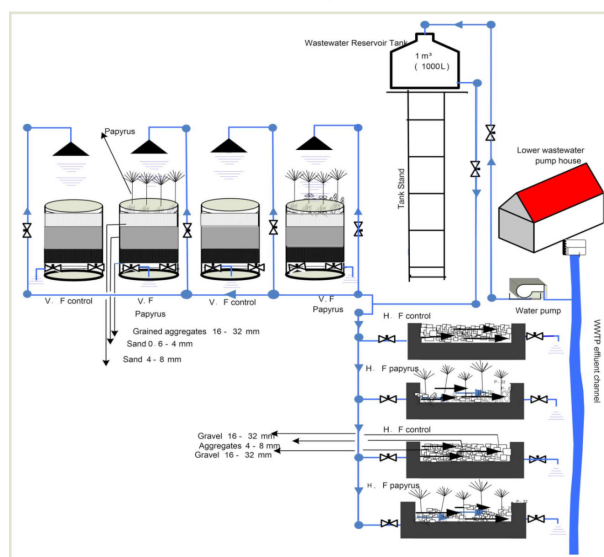 Wastewater Reservoir Tank
1 m³
( 1000L )
Papyrus
Tank Stand
Lower wastewater
pump house
Water pump
WWTP effluent channel
V. F control
V. F
Papyrus
V. F control
V. F
Papyrus
Grained aggregates 16 - 32 mm
Sand 0. 6 - 4 mm
Sand 4 - 8 mm
H. F control
H. F papyrus
H. F control
Gravel 16 - 32 mm
Aggregates 4 - 8 mm
Gravel 16 - 32 mm
H. F papyrus